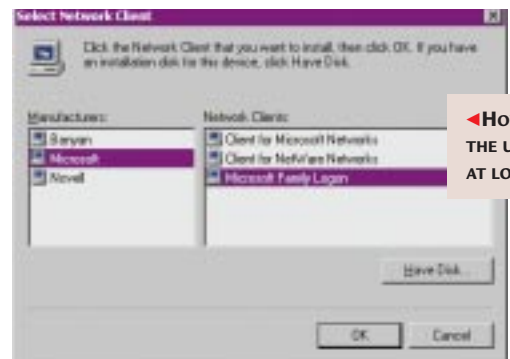 Select Network Client
Click the Network Client that you want to install, then click OK. If you have
an installation disk for this device, click Have Disk.
Manufacturers:
Banyan
Microsoft
Novell
Network Clients:
Client for Microsoft Networks
Client for NetWare Networks
Microsoft Family Logon
◀Ho
THE U
AT LO
Have Disk...
OK
Cancel